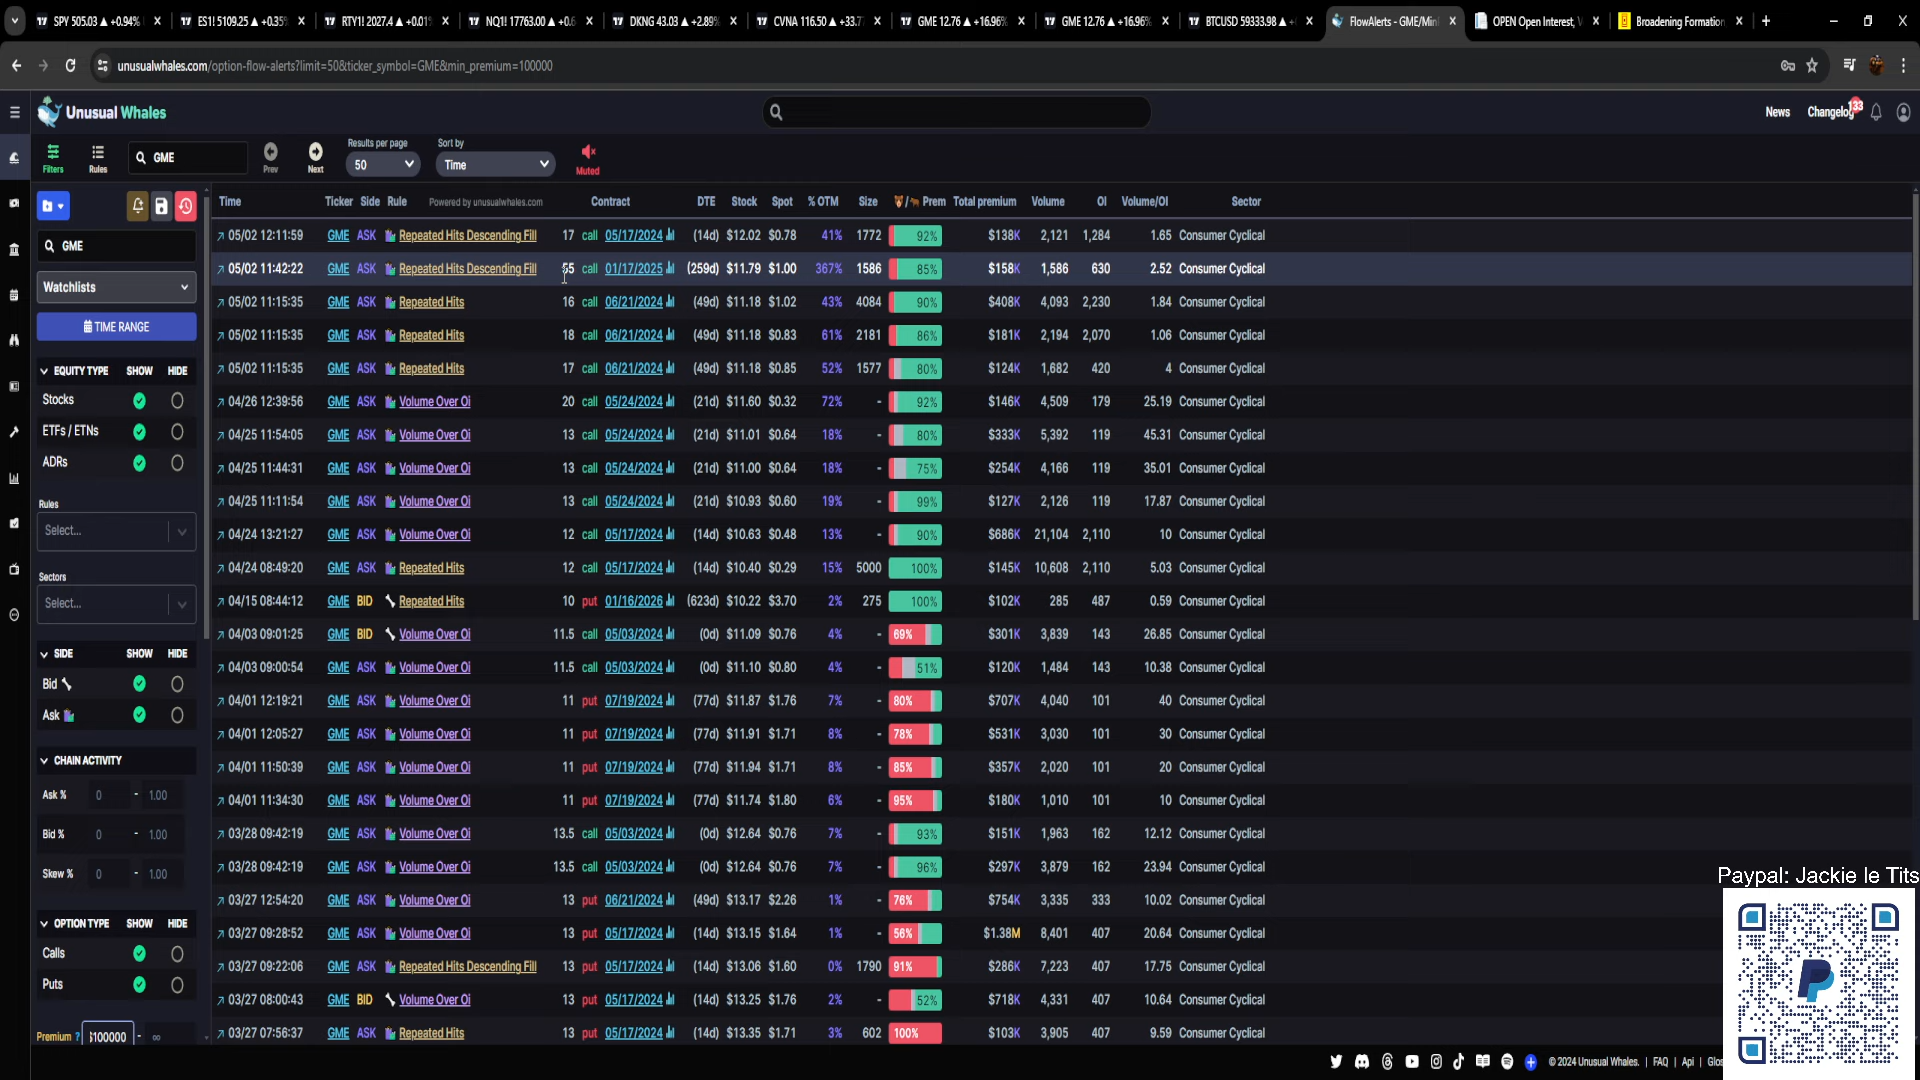 SPY 505.03 ▲ +0.94%
ES1! 5109.25 ▲ +0.35%
RTY1! 2027.4 ▲ +0.01%
NQ1! 17763.00 ▲ +0.
DKNG 43.03 ▲ +2.89%
CVNA 116.50 ▲ +33.7
GME 12.76 ▲ +16.96%
GME 12.76 ▲ +16.96%
BTCUSD 59333.98 ▲
FlowAlerts - GME/Min
OPEN Open Interest,
Broadening Formation
unusualwhales.com/option-flow-alerts?limit=50&ticker_symbol=GME&min_premium=100000
Unusual Whales
News Changelog 133
Filters Rules GME Prev Next
Results per page 50
Sort by Time
Muted
GME
Watchlists
TIME RANGE
EQUITY TYPE SHOW HIDE
Stocks
ETFs / ETNs
ADRs
Rules
Select...
Sectors
Select...
SIDE SHOW HIDE
Bid
Ask
CHAIN ACTIVITY
Ask % 0 - 1.00
Bid % 0 - 1.00
Skew % 0 - 1.00
OPTION TYPE SHOW HIDE
Calls
Puts
Premium ? $100000 - ∞
Time Ticker Side Rule Powered by unusualwhales.com Contract DTE Stock Spot % OTM Size / Prem Total premium Volume OI Volume/OI Sector
05/02 12:11:59 GME ASK Repeated Hits Descending Fill 17 call 05/17/2024 (14d) $12.02 $0.78 41% 1772 92% $138K 2,121 1,284 1.65 Consumer Cyclical
05/02 11:42:22 GME ASK Repeated Hits Descending Fill 55 call 01/17/2025 (259d) $11.79 $1.00 367% 1586 85% $158K 1,586 630 2.52 Consumer Cyclical
05/02 11:15:35 GME ASK Repeated Hits 16 call 06/21/2024 (49d) $11.18 $1.02 43% 4084 90% $408K 4,093 2,230 1.84 Consumer Cyclical
05/02 11:15:35 GME ASK Repeated Hits 18 call 06/21/2024 (49d) $11.18 $0.83 61% 2181 86% $181K 2,194 2,070 1.06 Consumer Cyclical
05/02 11:15:35 GME ASK Repeated Hits 17 call 06/21/2024 (49d) $11.18 $0.85 52% 1577 80% $124K 1,682 420 4 Consumer Cyclical
04/26 12:39:56 GME ASK Volume Over Oi 20 call 05/24/2024 (21d) $11.60 $0.32 72% - 92% $146K 4,509 179 25.19 Consumer Cyclical
04/25 11:54:05 GME ASK Volume Over Oi 13 call 05/24/2024 (21d) $11.01 $0.64 18% - 80% $333K 5,392 119 45.31 Consumer Cyclical
04/25 11:44:31 GME ASK Volume Over Oi 13 call 05/24/2024 (21d) $11.00 $0.64 18% - 75% $254K 4,166 119 35.01 Consumer Cyclical
04/25 11:11:54 GME ASK Volume Over Oi 13 call 05/24/2024 (21d) $10.93 $0.60 19% - 99% $127K 2,126 119 17.87 Consumer Cyclical
04/24 13:21:27 GME ASK Volume Over Oi 12 call 05/17/2024 (14d) $10.63 $0.48 13% - 90% $686K 21,104 2,110 10 Consumer Cyclical
04/24 08:49:20 GME ASK Repeated Hits 12 call 05/17/2024 (14d) $10.40 $0.29 15% 5000 100% $145K 10,608 2,110 5.03 Consumer Cyclical
04/15 08:44:12 GME BID Repeated Hits 10 put 01/16/2026 (623d) $10.22 $3.70 2% 275 100% $102K 285 487 0.59 Consumer Cyclical
04/03 09:01:25 GME BID Volume Over Oi 11.5 call 05/03/2024 (0d) $11.09 $0.76 4% - 69% $301K 3,839 143 26.85 Consumer Cyclical
04/03 09:00:54 GME ASK Volume Over Oi 11.5 call 05/03/2024 (0d) $11.10 $0.80 4% - 51% $120K 1,484 143 10.38 Consumer Cyclical
04/01 12:19:21 GME ASK Volume Over Oi 11 put 07/19/2024 (77d) $11.87 $1.76 7% - 80% $707K 4,040 101 40 Consumer Cyclical
04/01 12:05:27 GME ASK Volume Over Oi 11 put 07/19/2024 (77d) $11.91 $1.71 8% - 78% $531K 3,030 101 30 Consumer Cyclical
04/01 11:50:39 GME ASK Volume Over Oi 11 put 07/19/2024 (77d) $11.94 $1.71 8% - 85% $357K 2,020 101 20 Consumer Cyclical
04/01 11:34:30 GME ASK Volume Over Oi 11 put 07/19/2024 (77d) $11.74 $1.80 6% - 95% $180K 1,010 101 10 Consumer Cyclical
03/28 09:42:19 GME ASK Volume Over Oi 13.5 call 05/03/2024 (0d) $12.64 $0.76 7% - 93% $151K 1,963 162 12.12 Consumer Cyclical
03/28 09:42:19 GME ASK Volume Over Oi 13.5 call 05/03/2024 (0d) $12.64 $0.76 7% - 96% $297K 3,879 162 23.94 Consumer Cyclical
03/27 12:54:20 GME ASK Volume Over Oi 13 put 06/21/2024 (49d) $13.17 $2.26 1% - 76% $754K 3,335 333 10.02 Consumer Cyclical
03/27 09:28:52 GME ASK Volume Over Oi 13 put 05/17/2024 (14d) $13.15 $1.64 1% - 56% $1.38M 8,401 407 20.64 Consumer Cyclical
03/27 09:22:06 GME ASK Repeated Hits Descending Fill 13 put 05/17/2024 (14d) $13.06 $1.60 0% 1790 91% $286K 7,223 407 17.75 Consumer Cyclical
03/27 08:00:43 GME BID Volume Over Oi 13 put 05/17/2024 (14d) $13.25 $1.76 2% - 52% $718K 4,331 407 10.64 Consumer Cyclical
03/27 07:56:37 GME ASK Repeated Hits 13 put 05/17/2024 (14d) $13.35 $1.71 3% 602 100% $103K 3,905 407 9.59 Consumer Cyclical
Paypal: Jackie le Tits
© 2024 Unusual Whales. | FAQ | Api | Glos